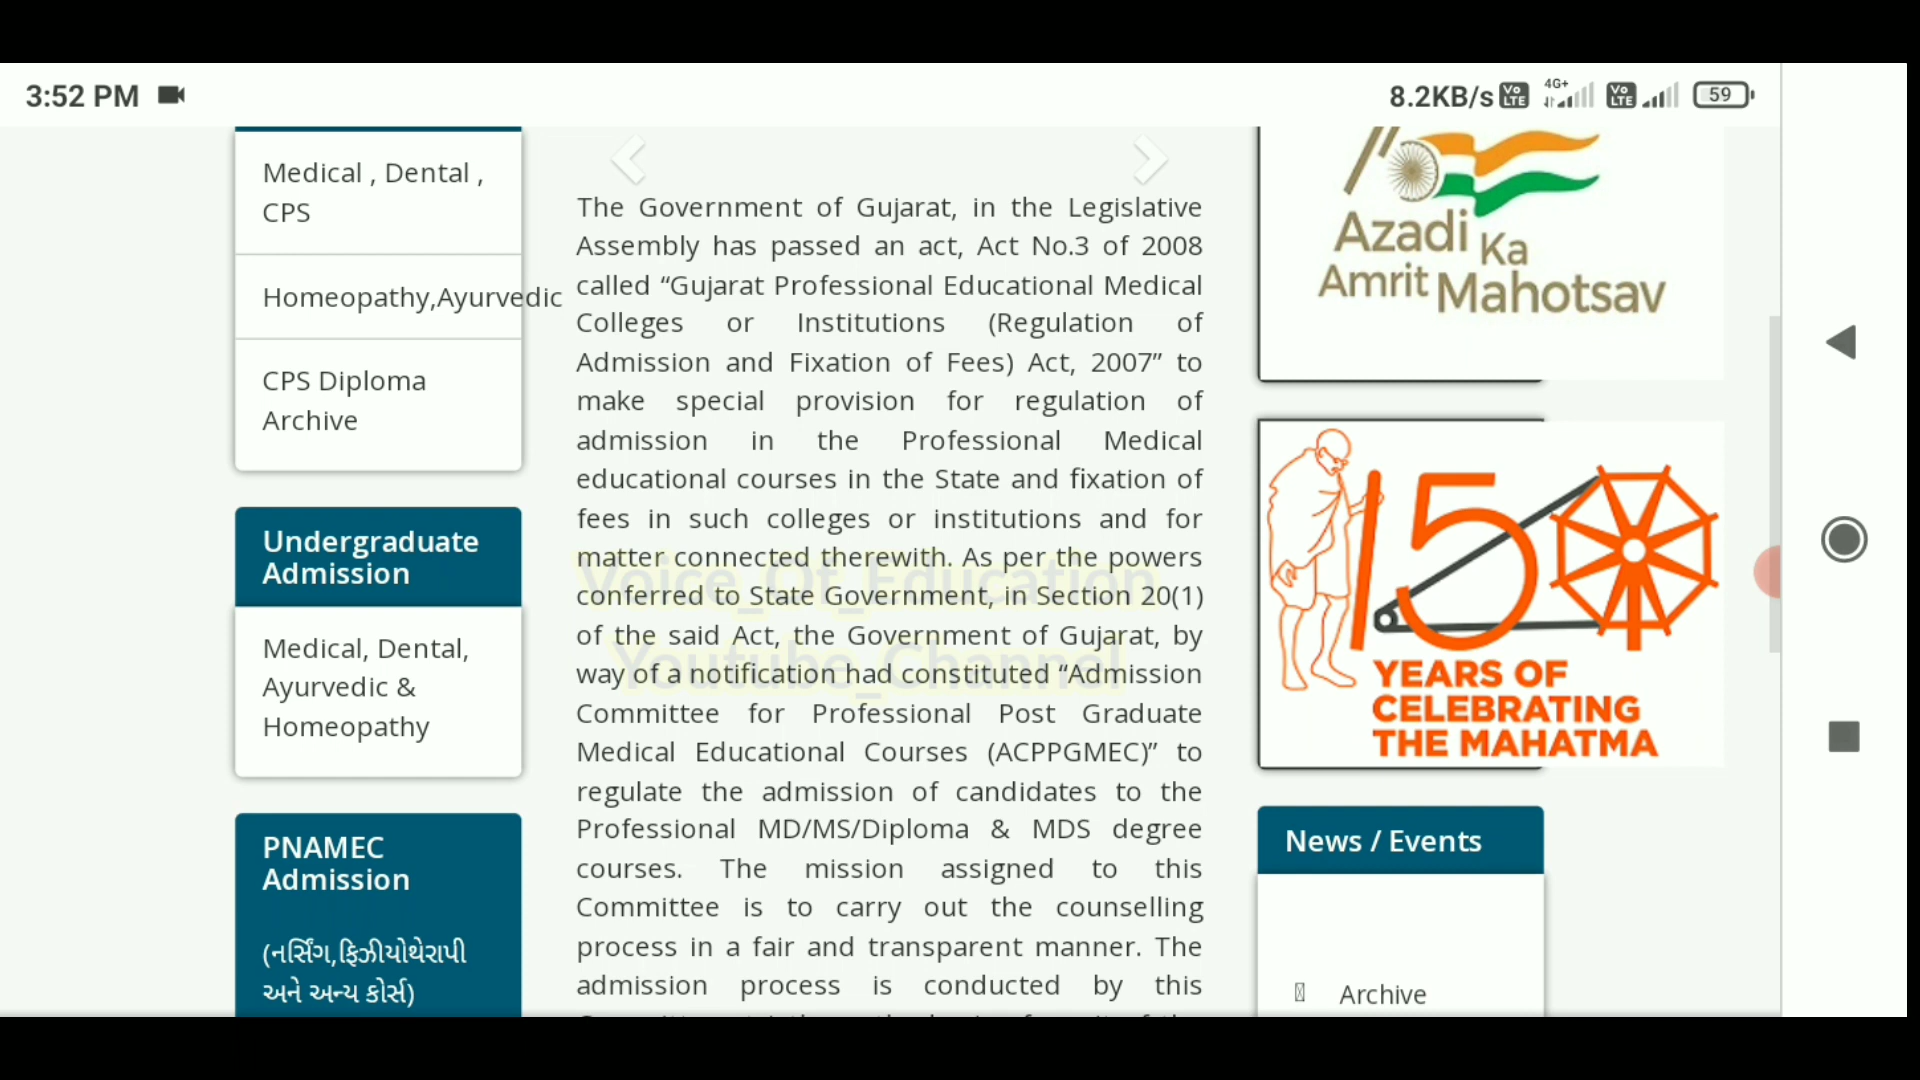 3:52 PM
8.2KB/s
Vo LTE
4G+
Vo LTE
59
Medical , Dental ,
CPS
Homeopathy,Ayurvedic
CPS Diploma
Archive
Undergraduate
Admission
Medical, Dental,
Ayurvedic &
Homeopathy
PNAMEC
Admission
(નર્સિંગ,ફિઝીયોથેરાપી
અને અન્ય કોર્સ)
The Government of Gujarat, in the Legislative
Assembly has passed an act, Act No.3 of 2008
called “Gujarat Professional Educational Medical
Colleges or Institutions (Regulation of
Admission and Fixation of Fees) Act, 2007” to
make special provision for regulation of
admission in the Professional Medical
educational courses in the State and fixation of
fees in such colleges or institutions and for
matter connected therewith. As per the powers
conferred to State Government, in Section 20(1)
of the said Act, the Government of Gujarat, by
way of a notification had constituted “Admission
Committee for Professional Post Graduate
Medical Educational Courses (ACPPGMEC)” to
regulate the admission of candidates to the
Professional MD/MS/Diploma & MDS degree
courses. The mission assigned to this
Committee is to carry out the counselling
process in a fair and transparent manner. The
admission process is conducted by this
Voice_Of_Education
Youtube_Channel
Azadi Ka
Amrit Mahotsav
150
YEARS OF
CELEBRATING
THE MAHATMA
News / Events
Archive